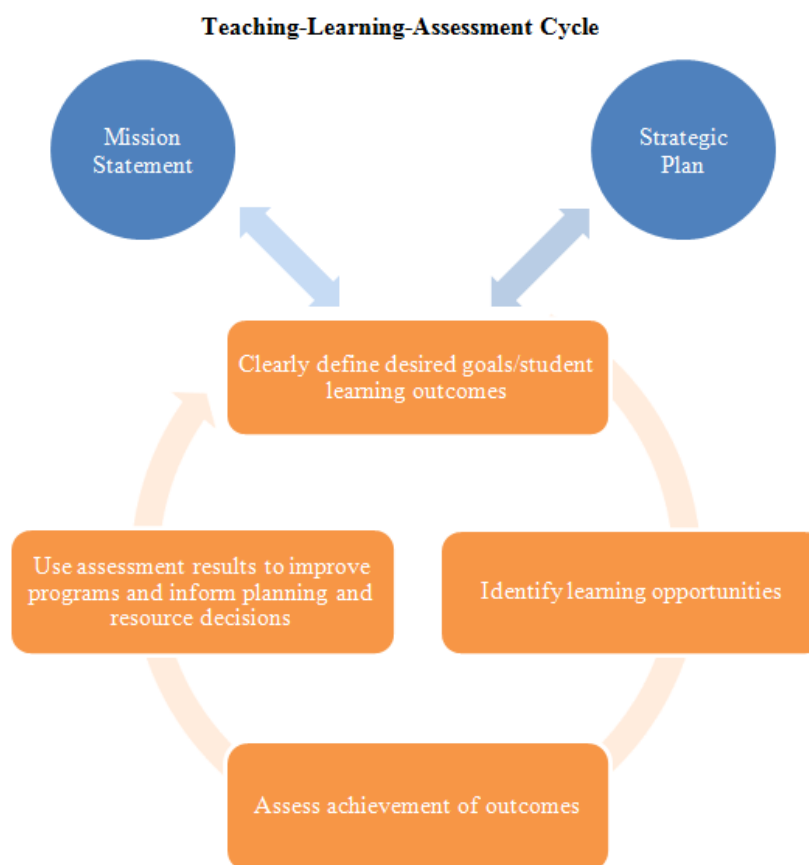 Teaching-Learning-Assessment Cycle
Mission
Statement
Strategic
Plan
Clearly define desired goals/student
learning outcomes
Use assessment results to improve
programs and inform planning and
resource decisions
Identify learning opportunities
Assess achievement of outcomes